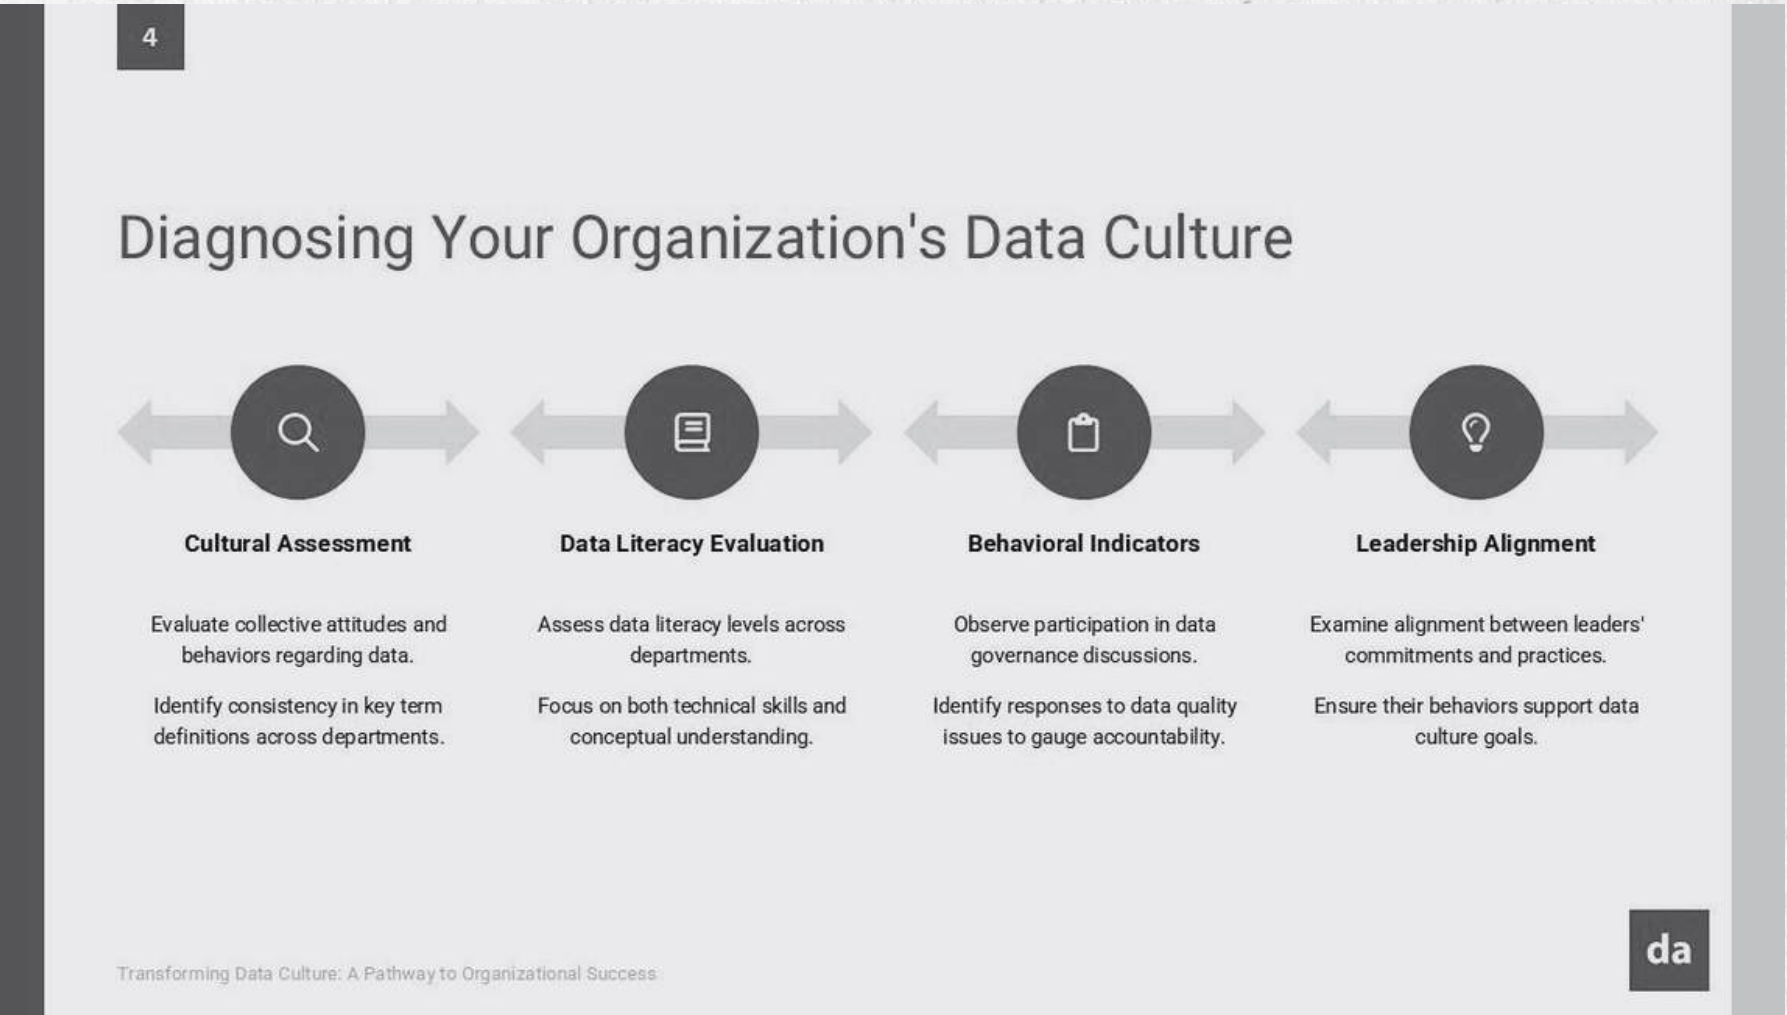 4
Diagnosing Your Organization's Data Culture
Cultural Assessment
Evaluate collective attitudes and
behaviors regarding data.
Identify consistency in key term
definitions across departments.
Data Literacy Evaluation
Assess data literacy levels across
departments.
Focus on both technical skills and
conceptual understanding.
Behavioral Indicators
Observe participation in data
governance discussions.
Identify responses to data quality
issues to gauge accountability.
Leadership Alignment
Examine alignment between leaders'
commitments and practices.
Ensure their behaviors support data
culture goals.
Transforming Data Culture: A Pathway to Organizational Success
da